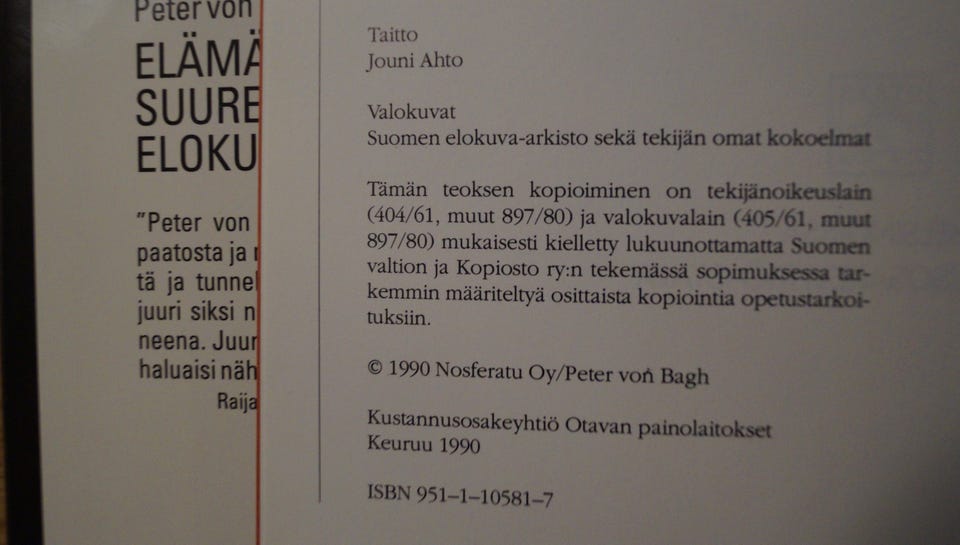 Peter von
ELÄMÄ
SUURE
ELOKU
"Peter von
paatosta ja
tä ja tunnel
juuri siksi n
neena. Juur
haluaisi näh
Raija
Taitto
Jouni Ahto
Valokuvat
Suomen elokuva-arkisto sekä tekijän omat kokoelmat
Tämän teoksen kopioiminen on tekijänoikeuslain
(404/61, muut 897/80) ja valokuvalain (405/61, muut
897/80) mukaisesti kielletty lukuunottamatta Suomen
valtion ja Kopiosto ry:n tekemässä sopimuksessa tar-
kemmin määriteltyä osittaista kopiointia opetustarkoi-
tuksiin.
© 1990 Nosferatu Oy/Peter von Bagh
Kustannusosakeyhtiö Otavan painolaitokset
Keuruu 1990
ISBN 951–1–10581–7